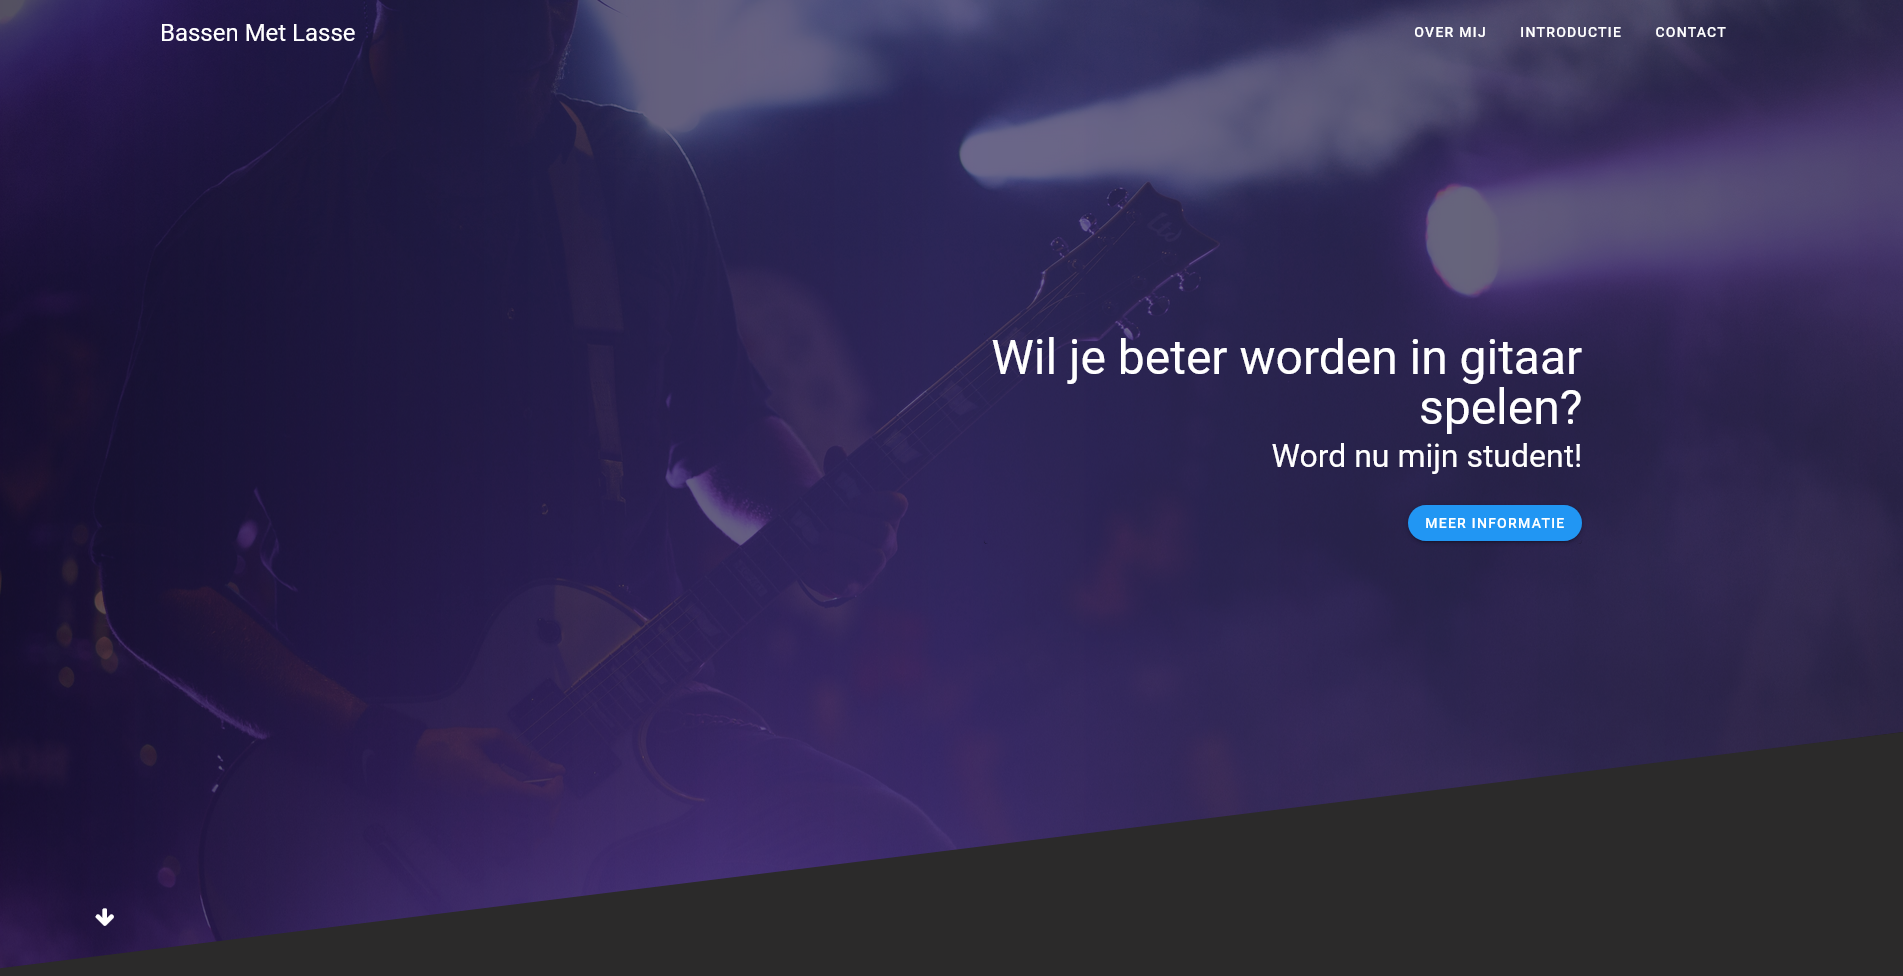 Bassen Met Lasse
OVER MIJ INTRODUCTIE CONTACT
Wil je beter worden in gitaar
spelen?
Word nu mijn student!
MEER INFORMATIE